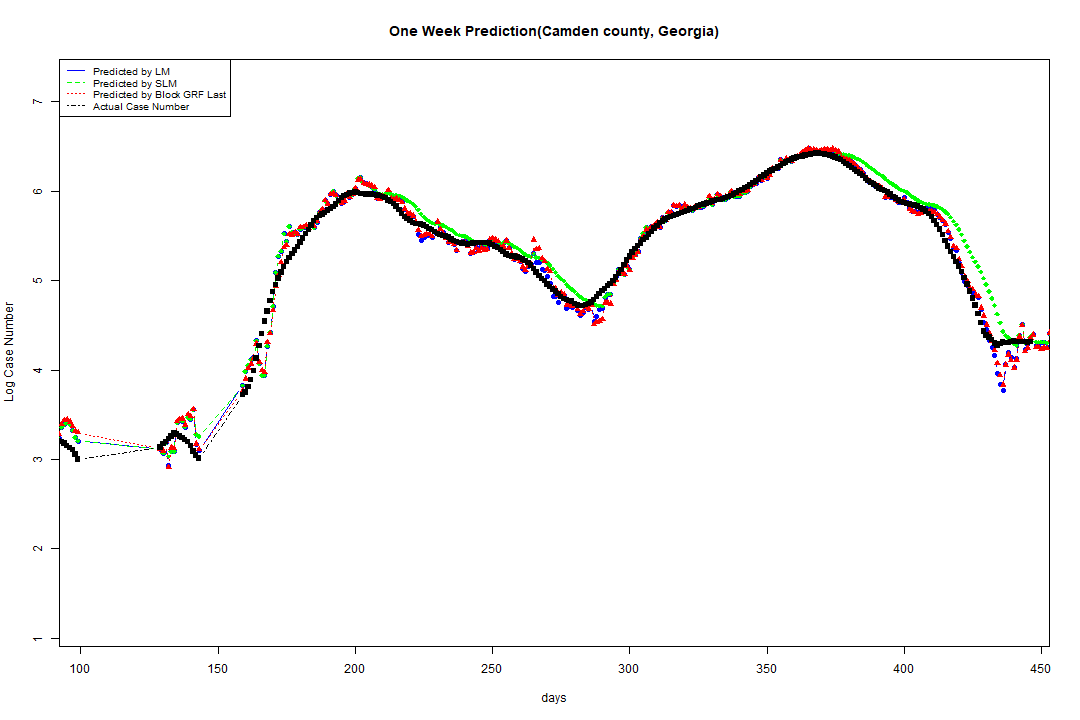 One Week Prediction(Camden county, Georgia)
Predicted by LM
Predicted by SLM
Predicted by Block GRF Last
Actual Case Number
7
6
5
4
3
2
1
Log Case Number
100 150 200 250 300 350 400 450
days